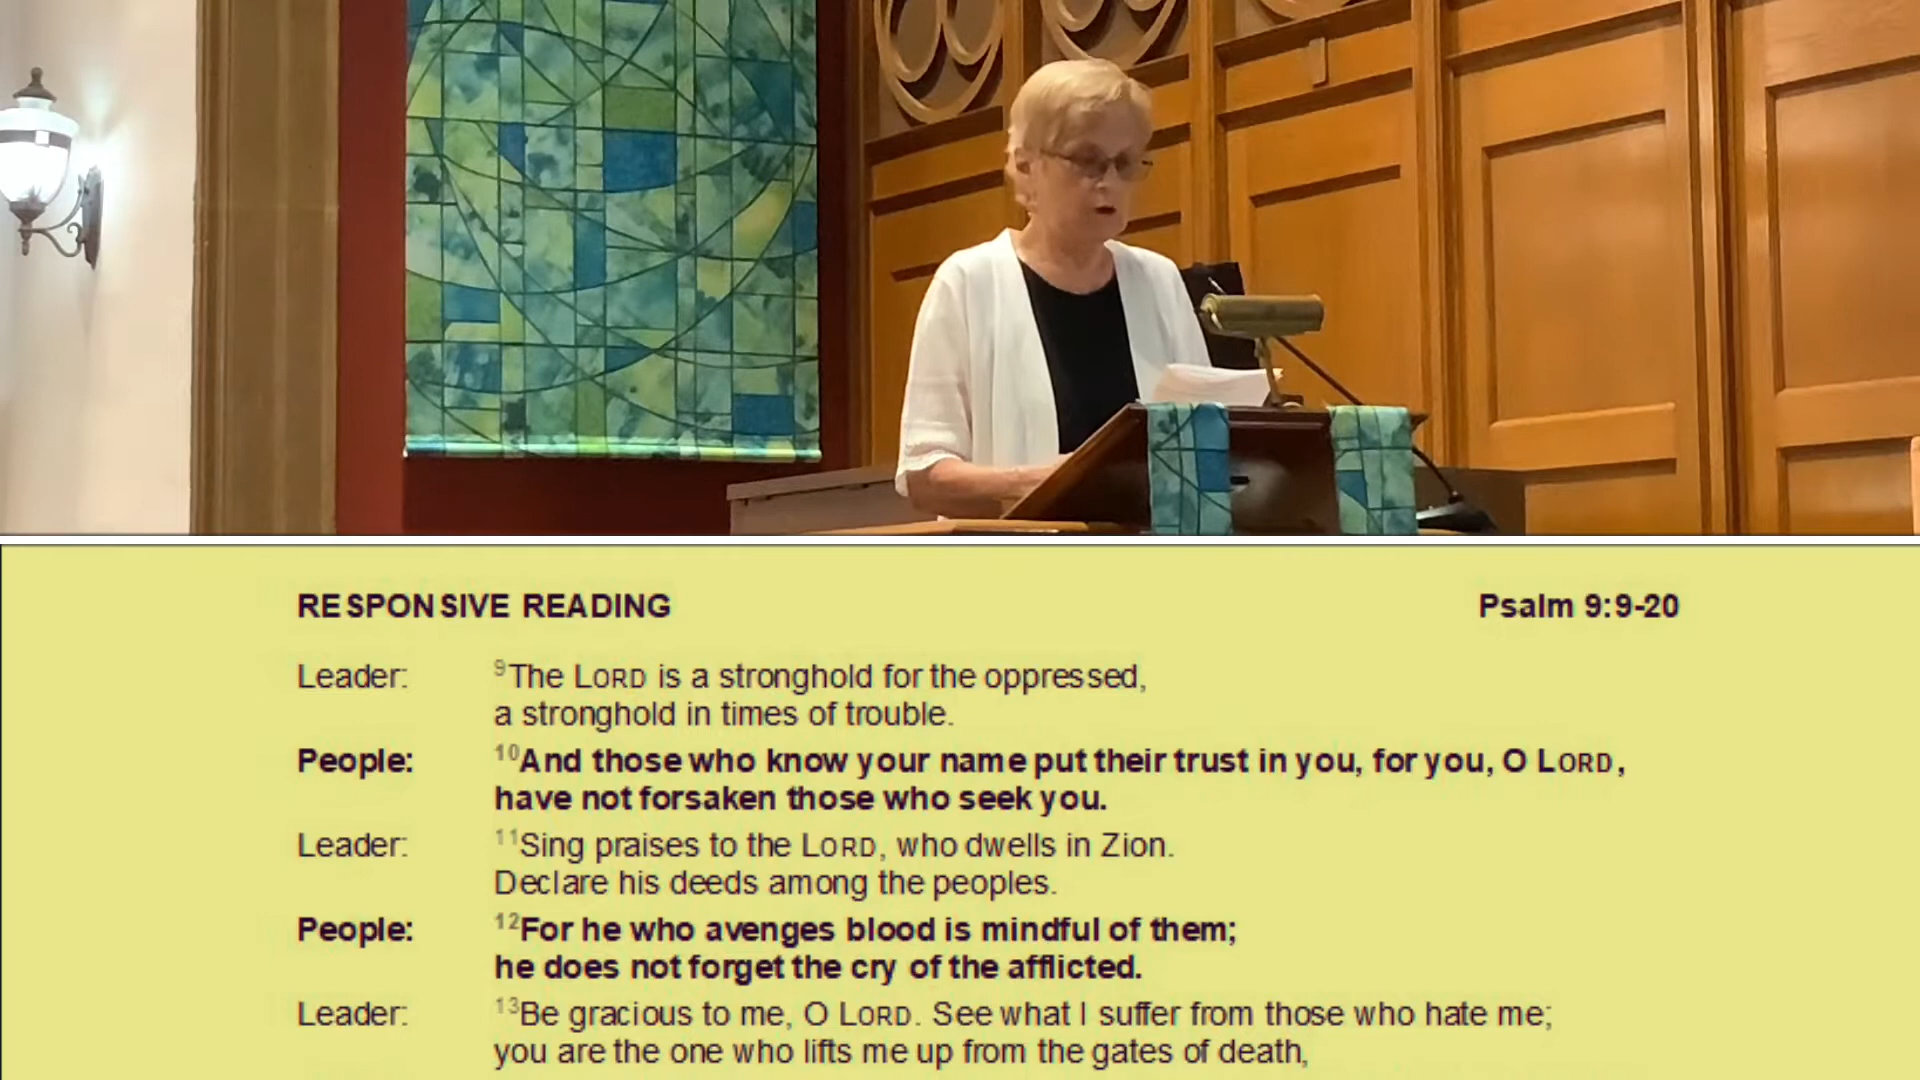 RESPONSIVE READING Psalm 9:9-20
Leader: 9The LORD is a stronghold for the oppressed,
a stronghold in times of trouble.
People: 10And those who know your name put their trust in you, for you, O LORD,
have not forsaken those who seek you.
Leader: 11Sing praises to the LORD, who dwells in Zion.
Declare his deeds among the peoples.
People: 12For he who avenges blood is mindful of them;
he does not forget the cry of the afflicted.
Leader: 13Be gracious to me, O LORD. See what I suffer from those who hate me;
you are the one who lifts me up from the gates of death,